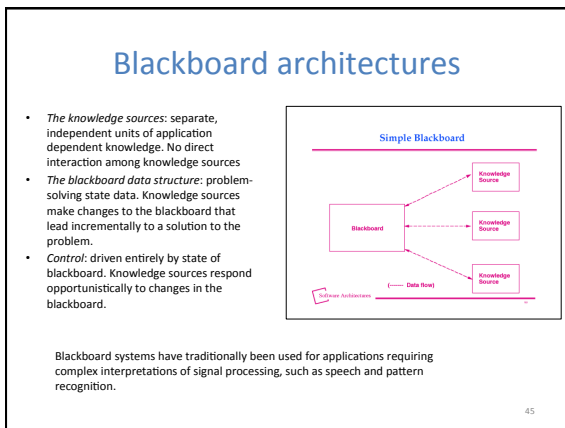 Blackboard architectures
• The knowledge sources: separate,
independent units of application
dependent knowledge. No direct
interaction among knowledge sources
• The blackboard data structure: problem-
solving state data. Knowledge sources
make changes to the blackboard that
lead incrementally to a solution to the
problem.
• Control: driven entirely by state of
blackboard. Knowledge sources respond
opportunistically to changes in the
blackboard.
Simple Blackboard
Knowledge
Source
Blackboard
Knowledge
Source
Knowledge
Source
(------ Data flow)
Software Architectures
Blackboard systems have traditionally been used for applications requiring
complex interpretations of signal processing, such as speech and pattern
recognition.
45